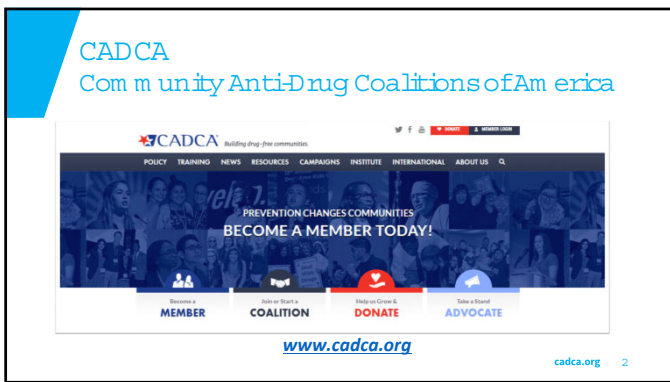 CADCA
Community Anti-Drug Coalitions of America
CADCA Building drug-free communities.
DONATE MEMBER LOGIN
POLICY TRAINING NEWS RESOURCES CAMPAIGNS INSTITUTE INTERNATIONAL ABOUT US
PREVENTION CHANGES COMMUNITIES
BECOME A MEMBER TODAY!
Become a
MEMBER
Join or Start a
COALITION
Help us Grow &
DONATE
Take a Stand
ADVOCATE
www.cadca.org
cadca.org 2